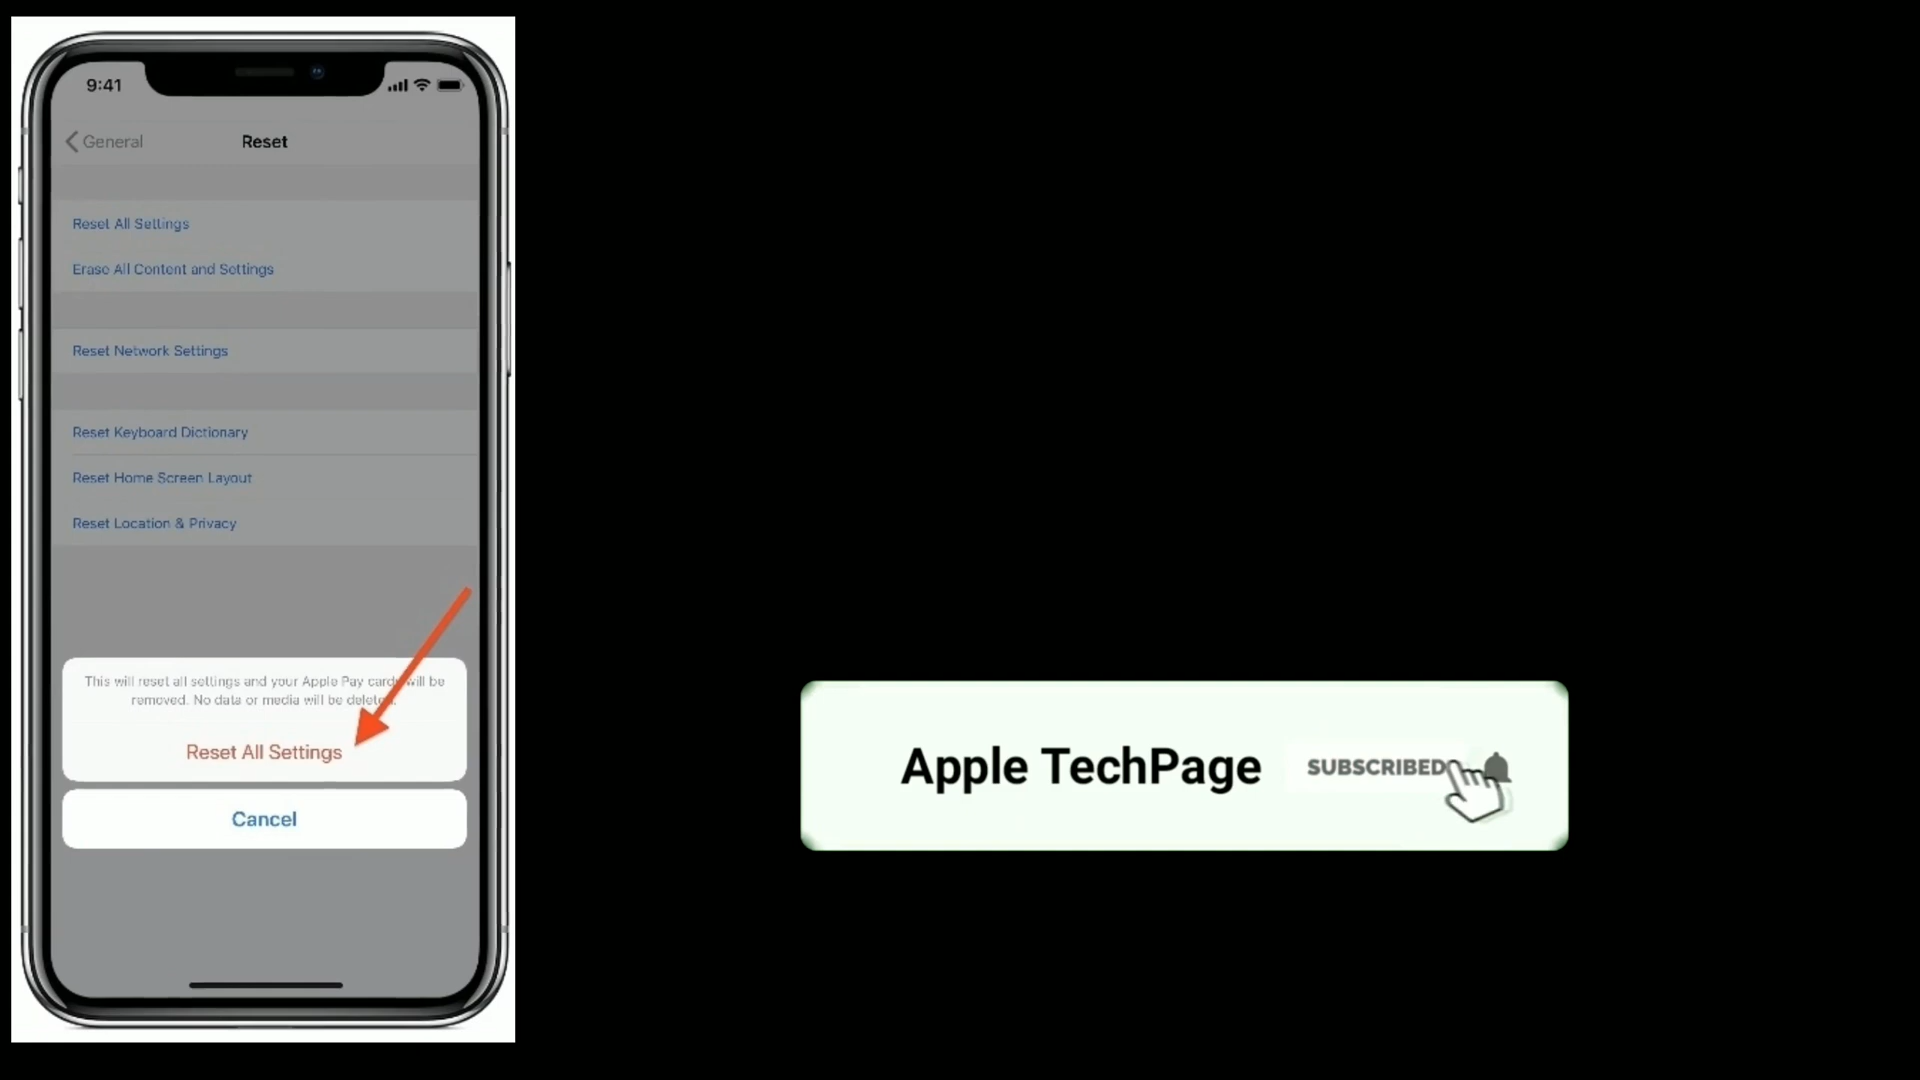 9:41
General
Reset
Reset All Settings
Erase All Content and Settings
Reset Network Settings
Reset Keyboard Dictionary
Reset Home Screen Layout
Reset Location & Privacy
This will reset all settings and your Apple Pay cards will be
removed. No data or media will be deleted.
Reset All Settings
Cancel
Apple TechPage
SUBSCRIBED